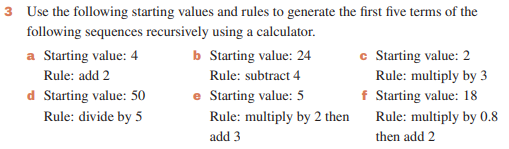 3 Use the following starting values and rules to generate the first five terms of the
following sequences recursively using a calculator.
a Starting value: 4
Rule: add 2
b Starting value: 24
Rule: subtract 4
c Starting value: 2
Rule: multiply by 3
d Starting value: 50
Rule: divide by 5
e Starting value: 5
Rule: multiply by 2 then
add 3
f Starting value: 18
Rule: multiply by 0.8
then add 2